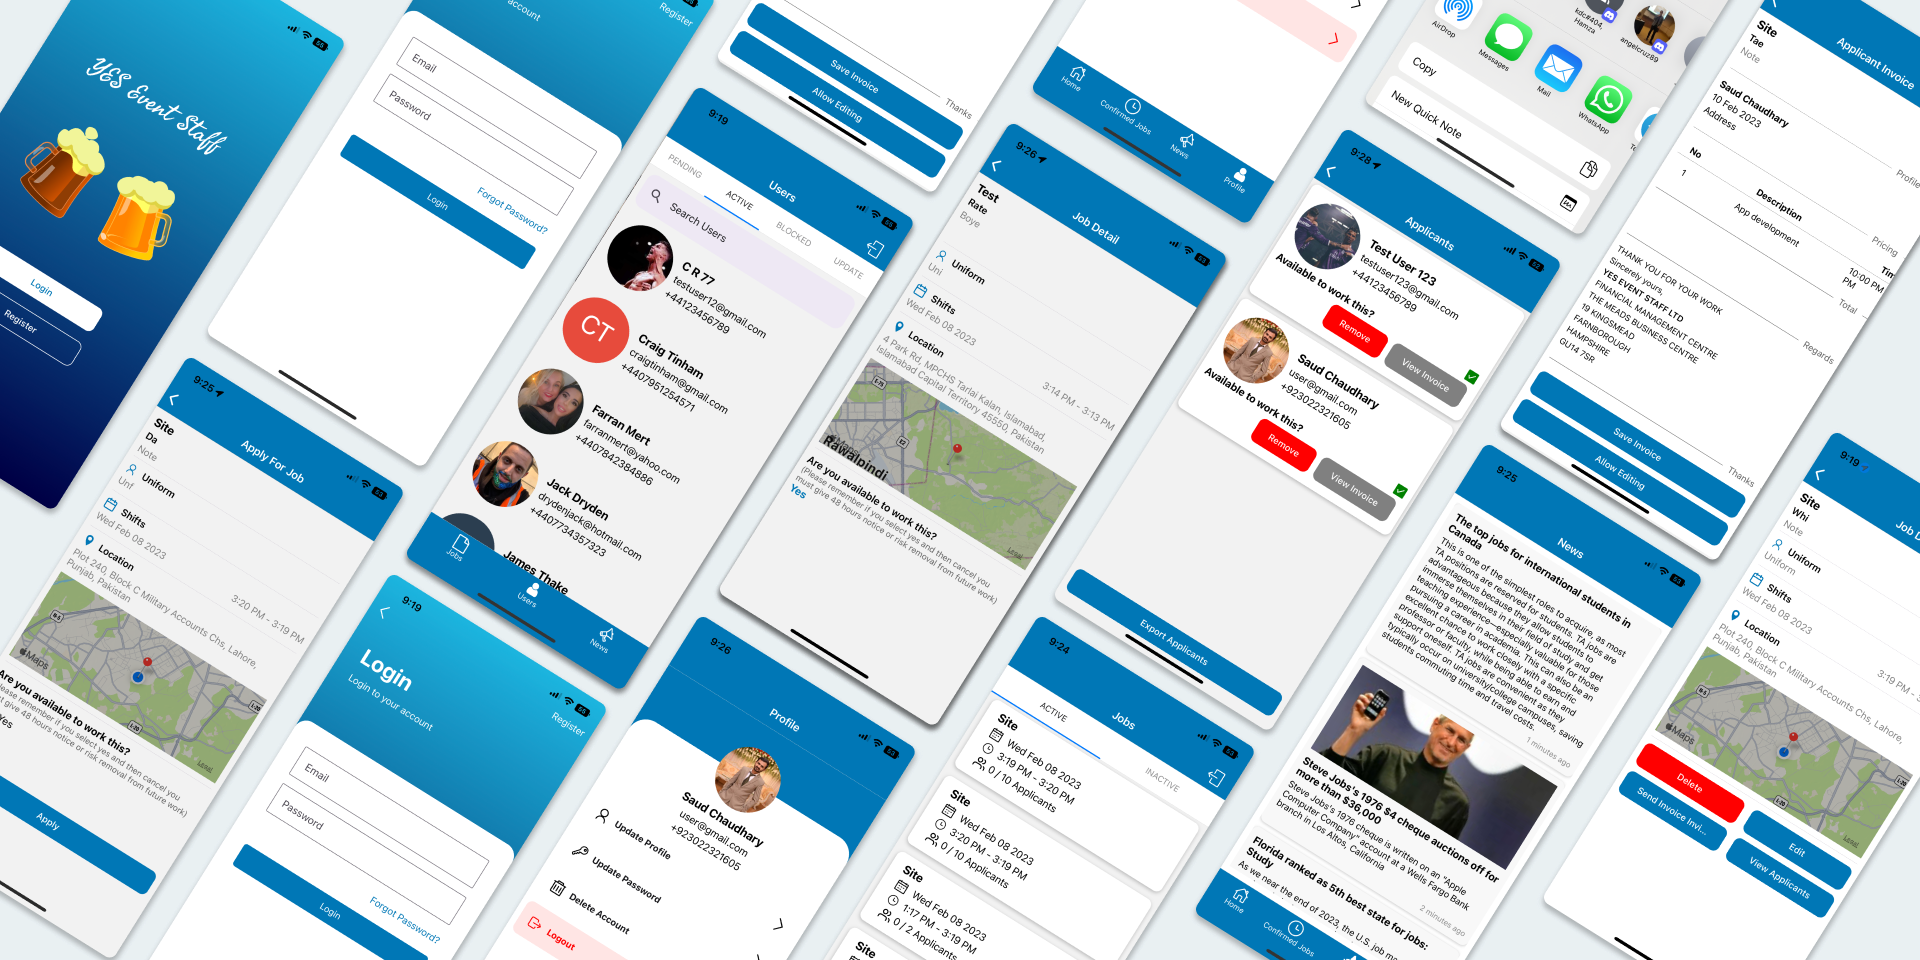 YES Event Staff
Login
Register
account
Register
Email
Password
Forgot Password?
Login
9:25
Apply For Job
Site
Da
Note
Uniform
Unf
Shifts
Wed Feb 08 2023
3:20 PM - 3:19 PM
Location
Plot 240, Block C Military Accounts Chs, Lahore,
Punjab, Pakistan
Maps
Legal
Are you available to work this?
Please remember if you select yes and then cancel you
must give 48 hours notice or risk removal from future work)
Yes
Apply
9:19
Register
Login
Login to your account
Email
Password
Forgot Password?
Login
9:19
Users
PENDING
ACTIVE
BLOCKED
UPDATE
Search Users
C R 77
testuser12@gmail.com
+44123456789
CT
Craig Tinham
craigtinham@gmail.com
+4407951254571
Farran Mert
farranmert@yahoo.com
+4407842384886
Jack Dryden
drydenjack@hotmail.com
+4407734357323
James Thake
Jobs
Users
News
Thanks
Save Invoice
Allow Editing
9:26
Job Detail
Test
Rate
Boye
Uniform
Uni
Shifts
Wed Feb 08 2023
3:14 PM - 3:13 PM
Location
4 Park Rd, MPCHS Tarlai Kalan, Islamabad,
Islamabad Capital Territory 45550, Pakistan
Rawalpindi
Legal
Are you available to work this?
(Please remember if you select yes and then cancel you
must give 48 hours notice or risk removal from future work)
Yes
9:26
Profile
Saud Chaudhary
user@gmail.com
+923022321605
Update Profile
Update Password
Delete Account
Logout
Home
Confirmed Jobs
News
Profile
9:28
Applicants
Test User 123
testuser123@gmail.com
+44123456789
Available to work this?
Remove
View Invoice
Saud Chaudhary
user@gmail.com
+923022321605
Available to work this?
Remove
View Invoice
Export Applicants
9:24
Jobs
ACTIVE
INACTIVE
Site
Wed Feb 08 2023
3:19 PM - 3:20 PM
0 / 10 Applicants
Site
Wed Feb 08 2023
3:20 PM - 3:19 PM
0 / 10 Applicants
Site
Wed Feb 08 2023
1:17 PM - 3:19 PM
0 / 2 Applicants
Site
kdc#404,
Hamza
angelcruz89
AirDrop
Messages
Mail
WhatsApp
Copy
New Quick Note
9:25
News
The top jobs for international students in
Canada
This is one of the simplest roles to acquire, as most
TA positions are reserved for students. TA jobs are
advantageous because they allow students to
immerse themselves in their field of study and get
teaching experience—especially valuable for those
pursuing a career in academia. This can also be an
excellent chance to work closely with a specific
professor or faculty, while being able to earn and
support oneself. TA jobs are convenient as they
typically occur on university/college campuses, saving
students commuting time and travel costs.
1 minutes ago
Steve Jobs's 1976 $4 cheque auctions off for
more than $36,000
Steve Jobs's 1976 cheque is written on an "Apple
Computer Company" account at a Wells Fargo Bank
branch in Los Altos, California
2 minutes ago
Florida ranked as 5th best state for jobs:
Study
As we near the end of 2023, the U.S. job
Home
Confirmed Jobs
Applicant Invoice
Site
Tae
Note
Profile
Saud Chaudhary
10 Feb 2023
Address
Pricing
No
Description
Tim
1
App development
10:00
PM
Total
Regards
THANK YOU FOR YOUR WORK
Sincerely yours,
YES EVENT STAFF LTD
FINANCIAL MANAGEMENT CENTRE
THE MEADS BUSINESS CENTRE
19 KINGSMEAD
FARNBOROUGH
HAMPSHIRE
GU14 7SR
Thanks
Save Invoice
Allow Editing
9:19
Job D
Site
Whi
Note
Uniform
Uniform
Shifts
Wed Feb 08 2023
3:19 PM - 3:
Location
Plot 240, Block C Military Accounts Chs, Lahore,
Punjab, Pakistan
Maps
Legal
Delete
Edit
Send Invoice Invi...
View Applicants